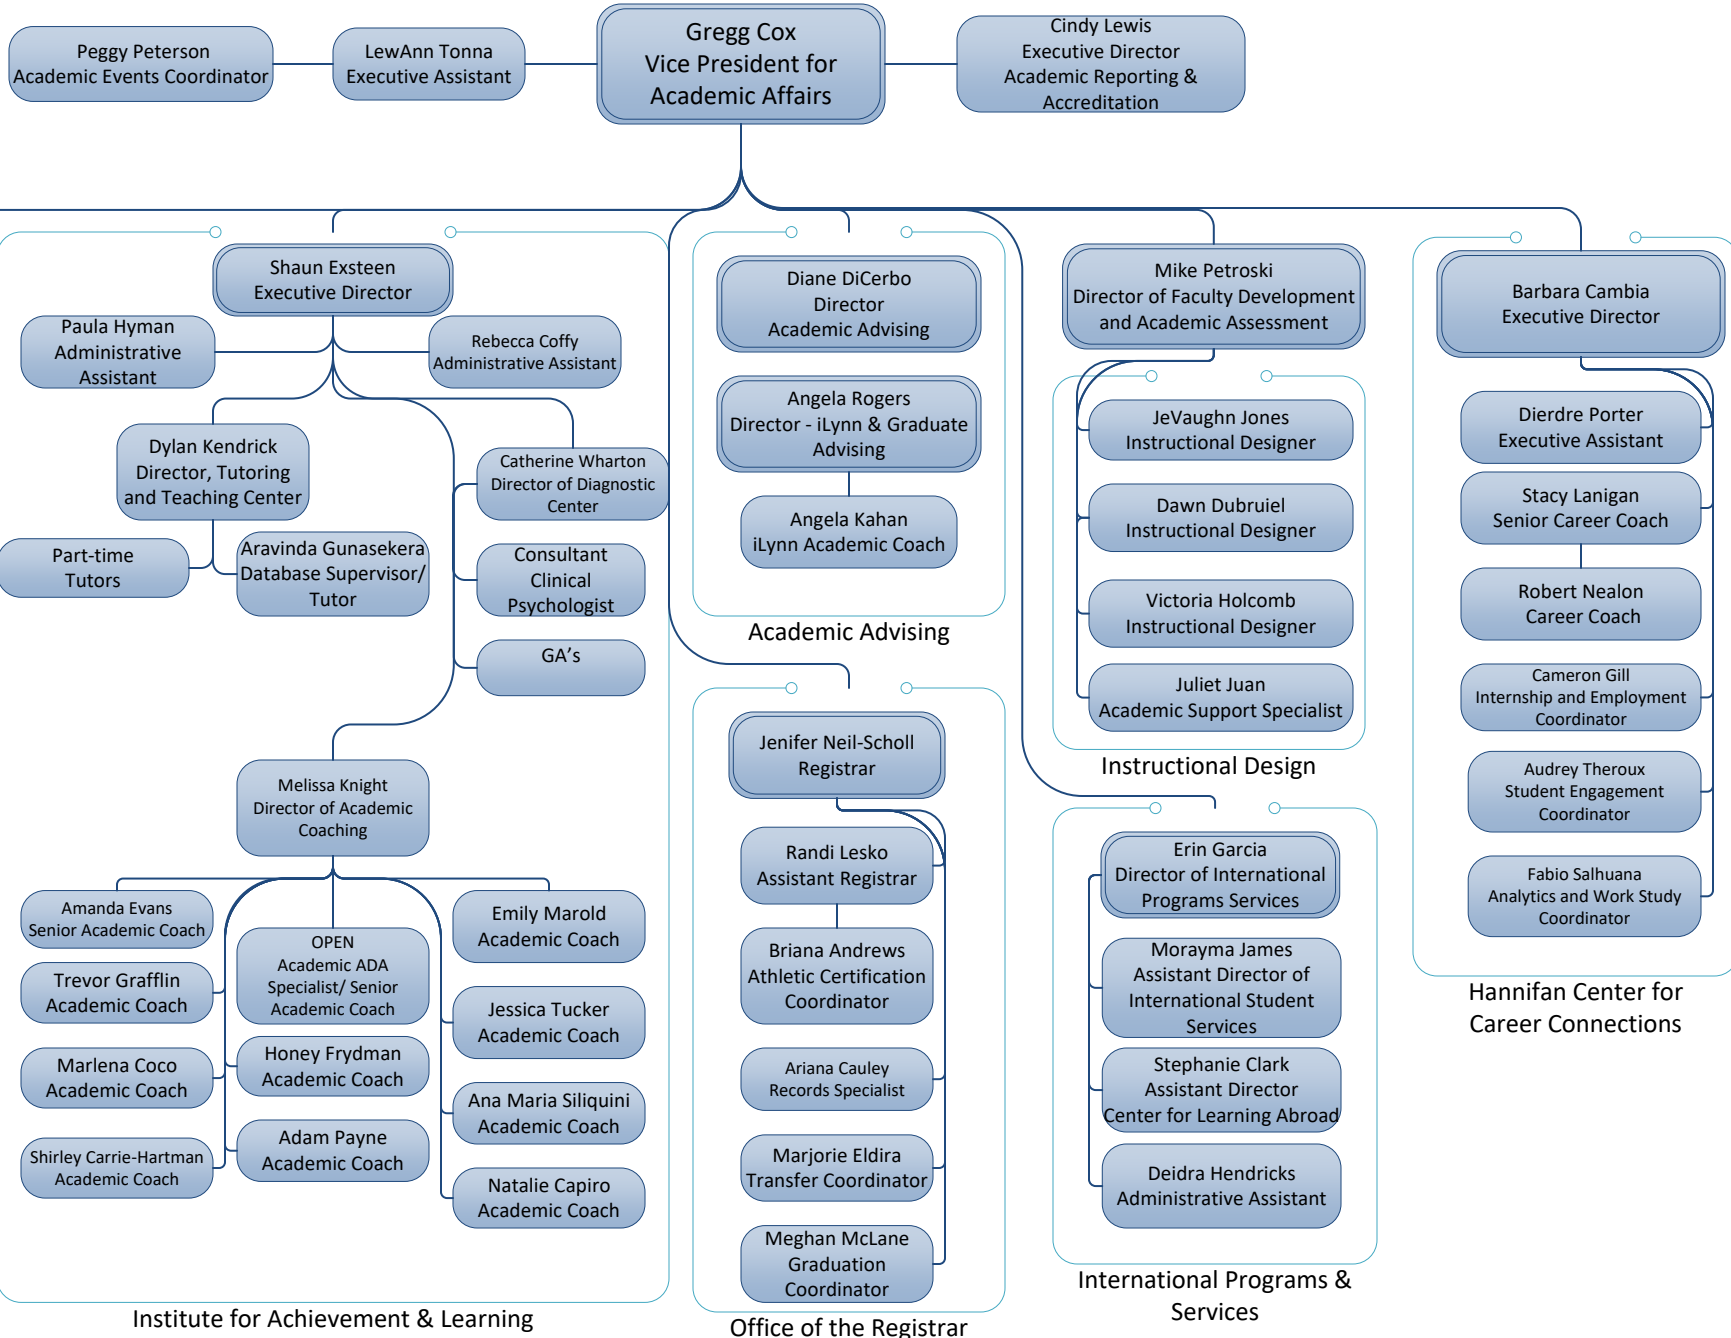 Peggy Peterson
Academic Events Coordinator
LewAnn Tonna
Executive Assistant
Gregg Cox
Vice President for
Academic Affairs
Cindy Lewis
Executive Director
Academic Reporting &
Accreditation
Shaun Exsteen
Executive Director
Paula Hyman
Administrative
Assistant
Rebecca Coffy
Administrative Assistant
Dylan Kendrick
Director, Tutoring
and Teaching Center
Catherine Wharton
Director of Diagnostic
Center
Part-time
Tutors
Aravinda Gunasekera
Database Supervisor/
Tutor
Consultant
Clinical
Psychologist
GA's
Melissa Knight
Director of Academic
Coaching
Amanda Evans
Senior Academic Coach
Trevor Grafflin
Academic Coach
Marlena Coco
Academic Coach
Shirley Carrie-Hartman
Academic Coach
OPEN
Academic ADA
Specialist/ Senior
Academic Coach
Honey Frydman
Academic Coach
Adam Payne
Academic Coach
Emily Marold
Academic Coach
Jessica Tucker
Academic Coach
Ana Maria Siliquini
Academic Coach
Natalie Capiro
Academic Coach
Institute for Achievement & Learning
Diane DiCerbo
Director
Academic Advising
Angela Rogers
Director - iLynn & Graduate
Advising
Angela Kahan
iLynn Academic Coach
Academic Advising
Jenifer Neil-Scholl
Registrar
Randi Lesko
Assistant Registrar
Briana Andrews
Athletic Certification
Coordinator
Ariana Cauley
Records Specialist
Marjorie Eldira
Transfer Coordinator
Meghan McLane
Graduation
Coordinator
Office of the Registrar
Mike Petroski
Director of Faculty Development
and Academic Assessment
JeVaughn Jones
Instructional Designer
Dawn Dubruiel
Instructional Designer
Victoria Holcomb
Instructional Designer
Juliet Juan
Academic Support Specialist
Instructional Design
Erin Garcia
Director of International
Programs Services
Morayma James
Assistant Director of
International Student
Services
Stephanie Clark
Assistant Director
Center for Learning Abroad
Deidra Hendricks
Administrative Assistant
International Programs &
Services
Barbara Cambia
Executive Director
Dierdre Porter
Executive Assistant
Stacy Lanigan
Senior Career Coach
Robert Nealon
Career Coach
Cameron Gill
Internship and Employment
Coordinator
Audrey Theroux
Student Engagement
Coordinator
Fabio Salhuana
Analytics and Work Study
Coordinator
Hannifan Center for
Career Connections